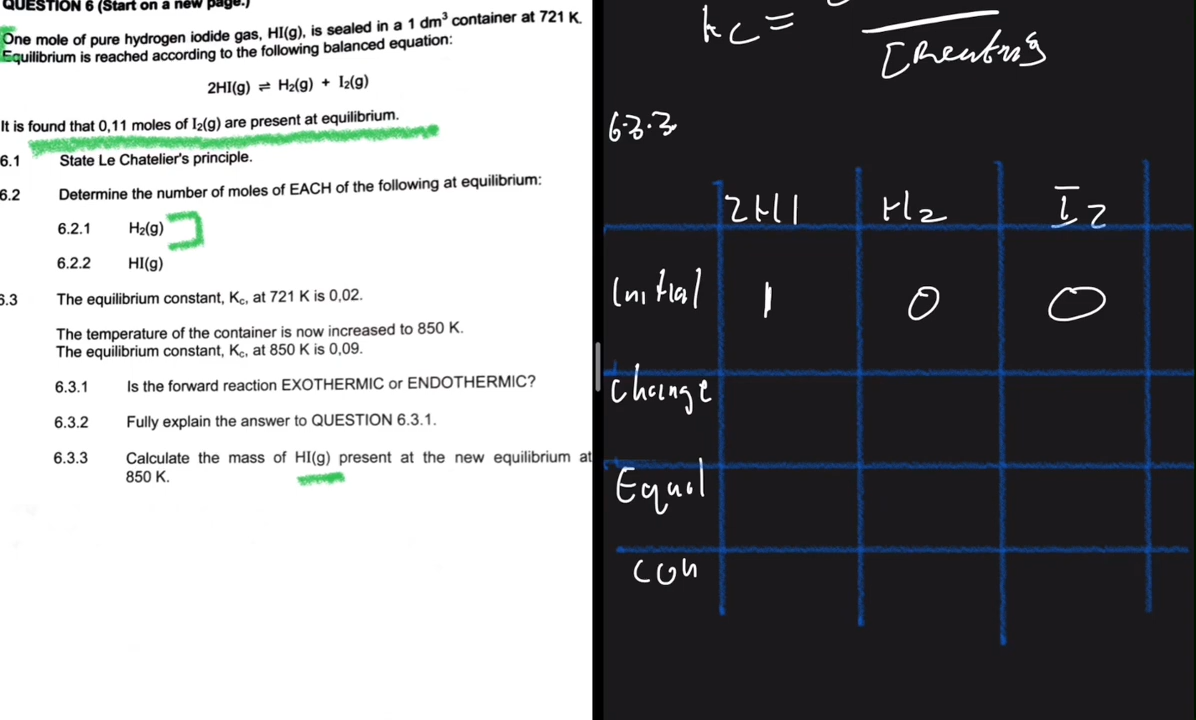 QUESTION 6 (Start on a new page.)
One mole of pure hydrogen iodide gas, HI(g), is sealed in a 1 dm³ container at 721 K.
Equilibrium is reached according to the following balanced equation:
2HI(g) ⇌ H₂(g) + I₂(g)
It is found that 0,11 moles of I₂(g) are present at equilibrium.
6.1 State Le Chatelier's principle.
6.2 Determine the number of moles of EACH of the following at equilibrium:
6.2.1 H₂(g)
6.2.2 HI(g)
6.3 The equilibrium constant, Kc, at 721 K is 0,02.
The temperature of the container is now increased to 850 K.
The equilibrium constant, Kc, at 850 K is 0,09.
6.3.1 Is the forward reaction EXOTHERMIC or ENDOTHERMIC?
6.3.2 Fully explain the answer to QUESTION 6.3.1.
6.3.3 Calculate the mass of HI(g) present at the new equilibrium at
850 K.
kc =
6.3.3
2HI H2 I2
Initial 1 0 0
Change
Equil
con